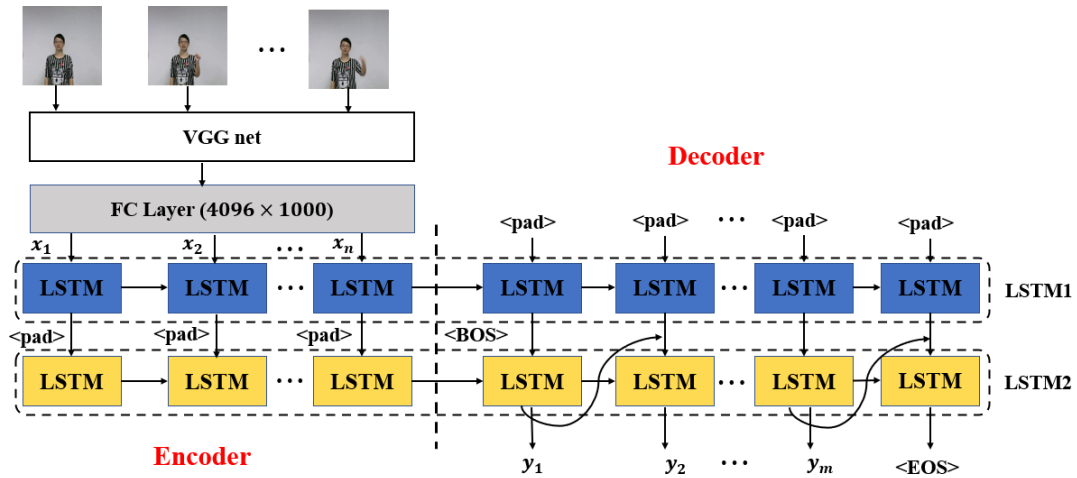 ...
VGG net
Decoder
FC Layer (4096 × 1000)
<pad> <pad> ... <pad> <pad>
x₁ x₂ ... xₙ
LSTM LSTM ... LSTM LSTM LSTM ... LSTM LSTM LSTM1
<pad> <pad> <pad> <BOS>
LSTM LSTM ... LSTM LSTM LSTM ... LSTM LSTM LSTM2
Encoder
y₁ y₂ ... yₘ <EOS>